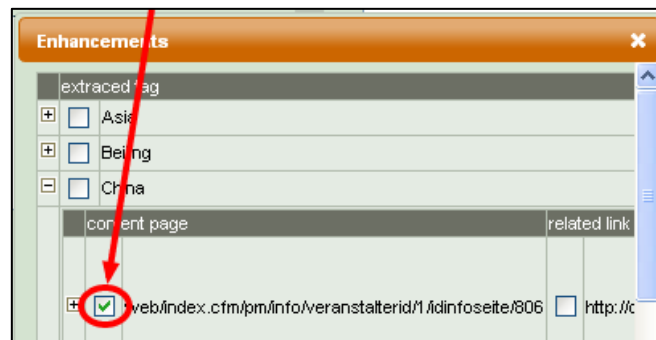 Enhancements
extraced tag
Asia
Beijing
China
content page related link
web/index.cfm/pm/info/veranstalterid/1/idinfoseite/806 http://